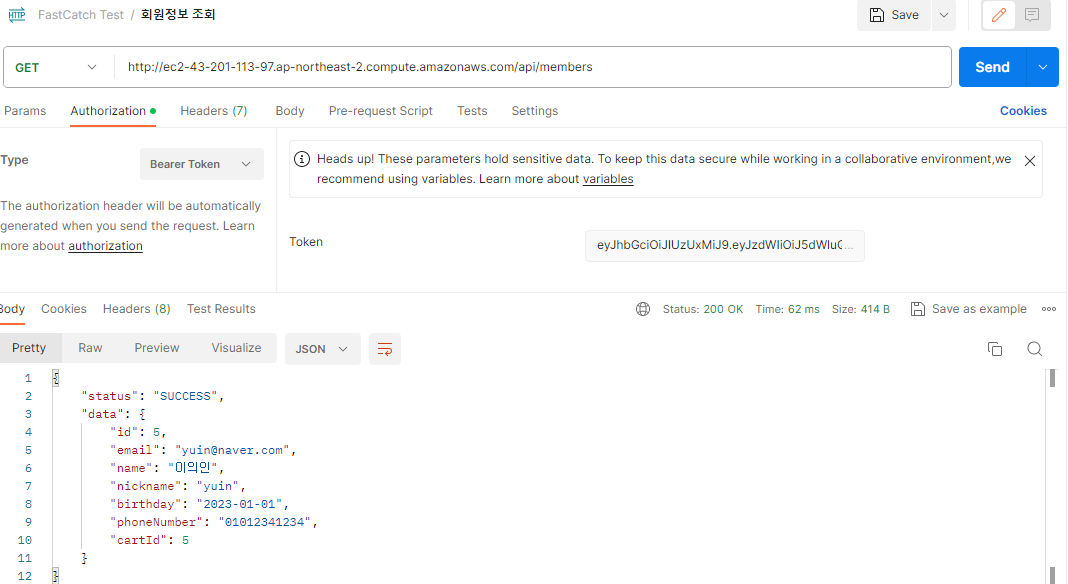 HTTP FastCatch Test / 회원정보 조회 Save
GET http://ec2-43-201-113-97.ap-northeast-2.compute.amazonaws.com/api/members Send
Params Authorization Headers (7) Body Pre-request Script Tests Settings Cookies
Type Bearer Token
The authorization header will be automatically
generated when you send the request. Learn
more about authorization
Heads up! These parameters hold sensitive data. To keep this data secure while working in a collaborative environment,we
recommend using variables. Learn more about variables
Token eyJhbGciOiJIUzUxMiJ9.eyJzdWIiOiJ5dWlu...
Body Cookies Headers (8) Test Results Status: 200 OK Time: 62 ms Size: 414 B Save as example
Pretty Raw Preview Visualize JSON
1 {
2 "status": "SUCCESS",
3 "data": {
4 "id": 5,
5 "email": "yuin@naver.com",
6 "name": "이의인",
7 "nickname": "yuin",
8 "birthday": "2023-01-01",
9 "phoneNumber": "01012341234",
10 "cartId": 5
11 }
12 }